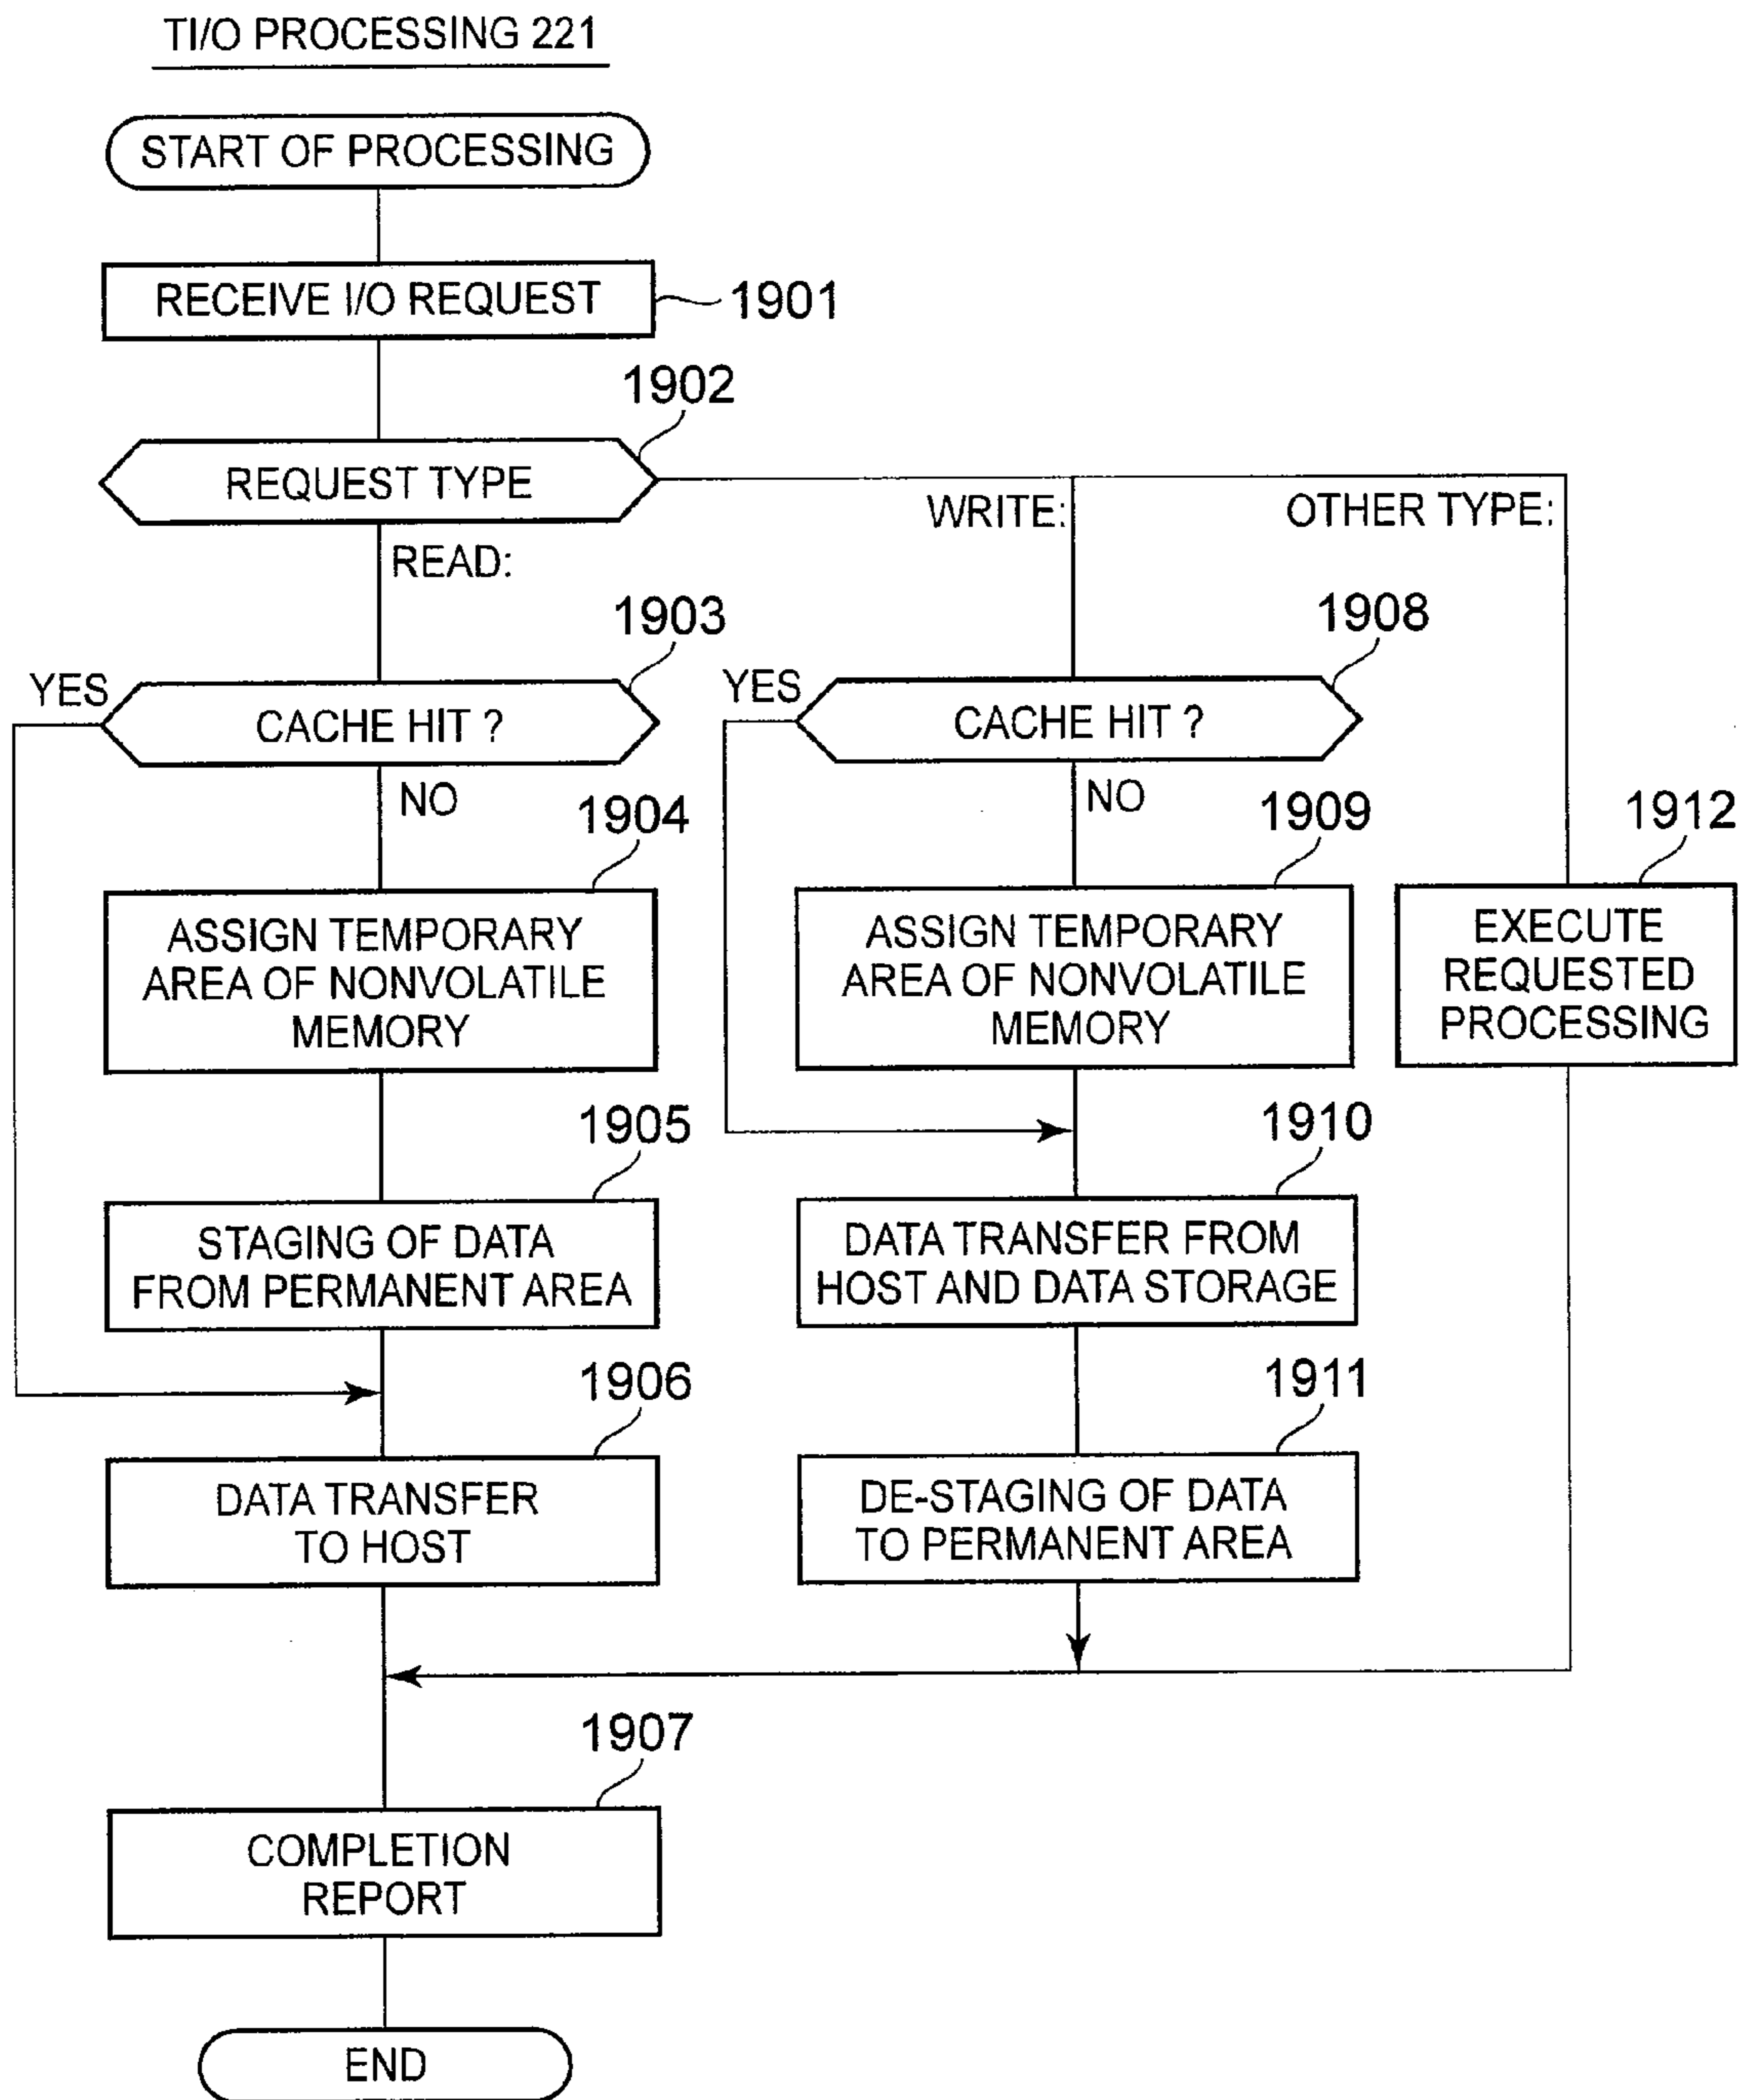 TI/O PROCESSING 221
START OF PROCESSING
RECEIVE I/O REQUEST
1901
1902
REQUEST TYPE
WRITE:
OTHER TYPE:
READ:
1903
1908
YES
CACHE HIT ?
YES
CACHE HIT ?
NO
NO
1904
1909
1912
ASSIGN TEMPORARY
AREA OF NONVOLATILE
MEMORY
ASSIGN TEMPORARY
AREA OF NONVOLATILE
MEMORY
EXECUTE
REQUESTED
PROCESSING
1905
1910
STAGING OF DATA
FROM PERMANENT AREA
DATA TRANSFER FROM
HOST AND DATA STORAGE
1906
1911
DATA TRANSFER
TO HOST
DE-STAGING OF DATA
TO PERMANENT AREA
1907
COMPLETION
REPORT
END